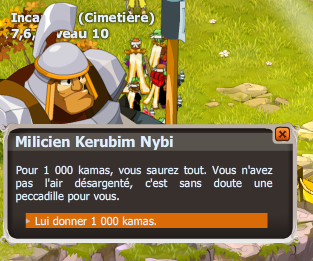 Inca (Cimetière)
7,6, veau 10
Milicien Kerubim Nybi
Pour 1 000 kamas, vous saurez tout. Vous n'avez
pas l'air désargenté, c'est sans doute une
peccadille pour vous.
Lui donner 1 000 kamas.